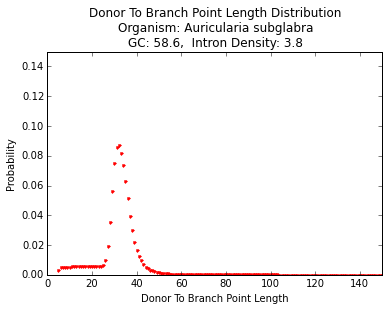 Donor To Branch Point Length Distribution
Organism: Auricularia subglabra
GC: 58.6,  Intron Density: 3.8
0.14
0.12
0.10
0.08
0.06
0.04
0.02
0.00
Probability
0 20 40 60 80 100 120 140
Donor To Branch Point Length